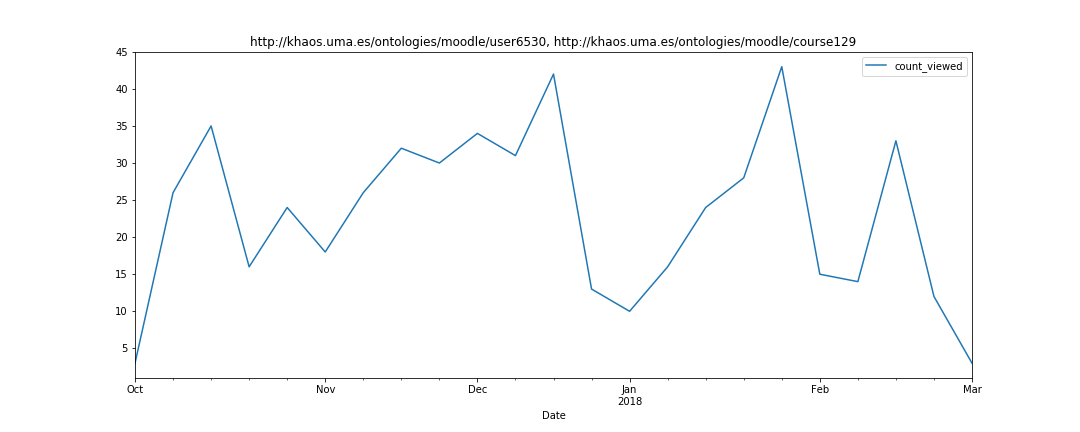 http://khaos.uma.es/ontologies/moodle/user6530, http://khaos.uma.es/ontologies/moodle/course129
count_viewed
45
40
35
30
25
20
15
10
5
Oct Nov Dec Jan Feb Mar
2018
Date